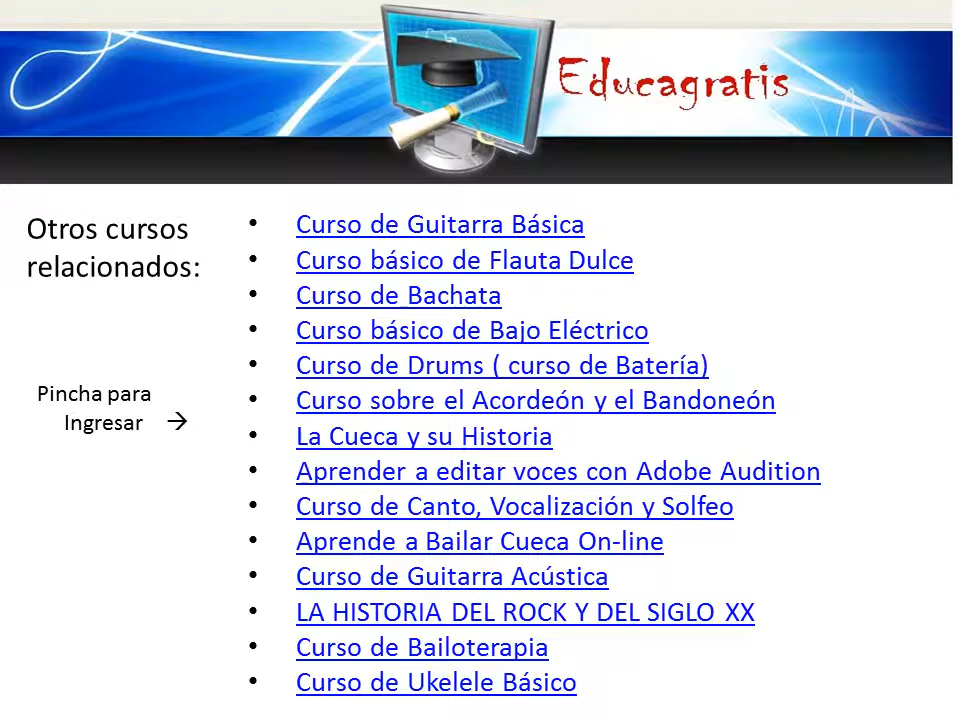 Educagratis
Otros cursos
relacionados:
Pincha para
Ingresar →
• Curso de Guitarra Básica
• Curso básico de Flauta Dulce
• Curso de Bachata
• Curso básico de Bajo Eléctrico
• Curso de Drums ( curso de Batería)
• Curso sobre el Acordeón y el Bandoneón
• La Cueca y su Historia
• Aprender a editar voces con Adobe Audition
• Curso de Canto, Vocalización y Solfeo
• Aprende a Bailar Cueca On-line
• Curso de Guitarra Acústica
• LA HISTORIA DEL ROCK Y DEL SIGLO XX
• Curso de Bailoterapia
• Curso de Ukelele Básico